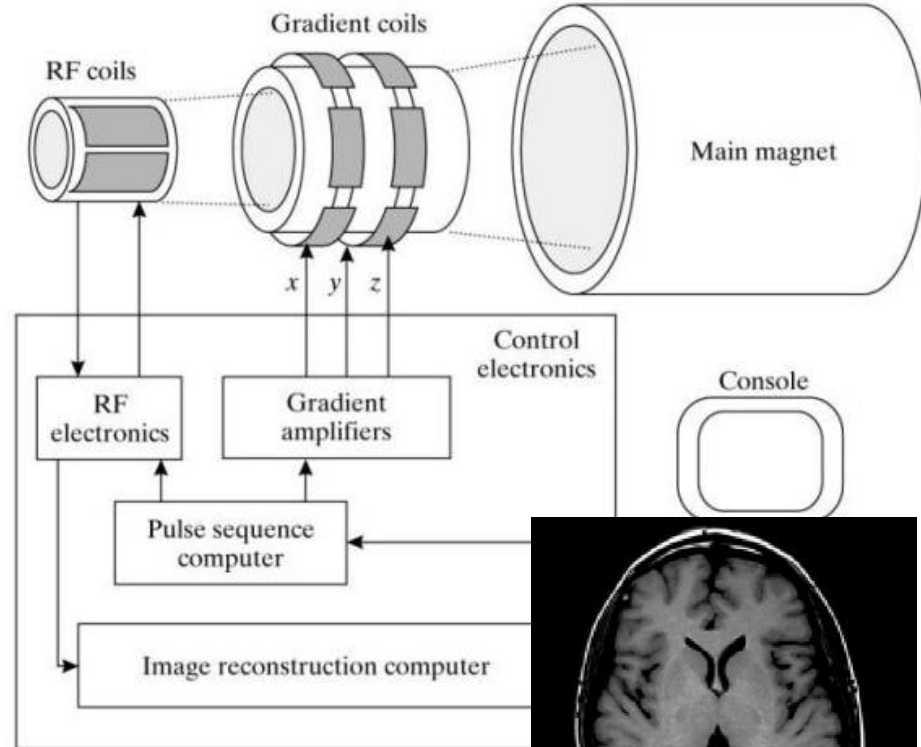 Gradient coils
RF coils
Main magnet
x y z
Control
electronics
Console
RF
electronics
Gradient
amplifiers
Pulse sequence
computer
Image reconstruction computer